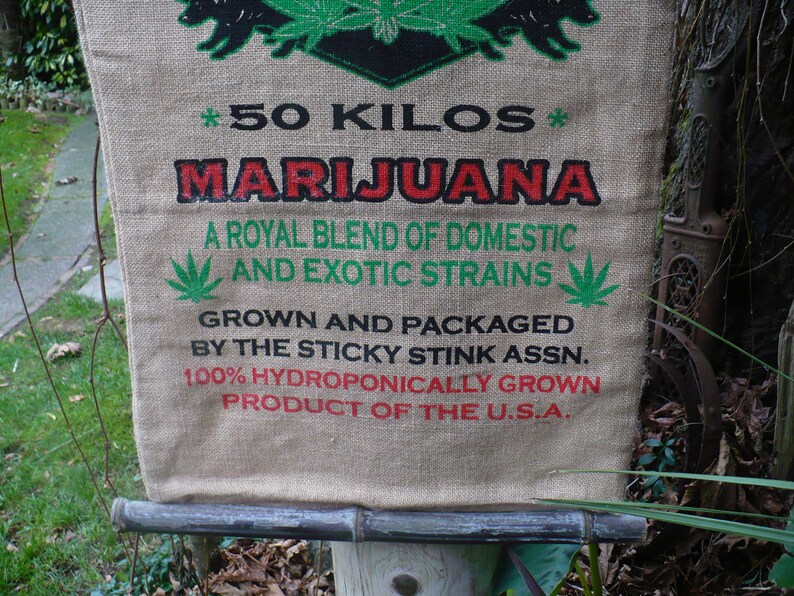 *50 KILOS*
MARIJUANA
A ROYAL BLEND OF DOMESTIC
AND EXOTIC STRAINS
GROWN AND PACKAGED
BY THE STICKY STINK ASSN.
100% HYDROPONICALLY GROWN
PRODUCT OF THE U.S.A.